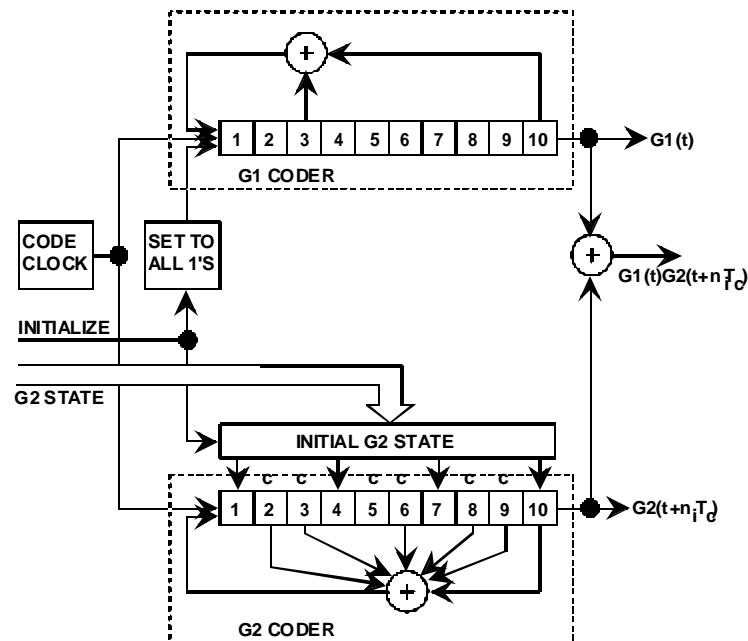 +
1 2 3 4 5 6 7 8 9 10
G1(t)
G1 CODER
CODE
CLOCK
SET TO
ALL 1'S
+
G1(t)G2(t+niTc)
INITIALIZE
G2 STATE
INITIAL G2 STATE
c c c c c c
1 2 3 4 5 6 7 8 9 10
G2(t+niTc)
+
G2 CODER